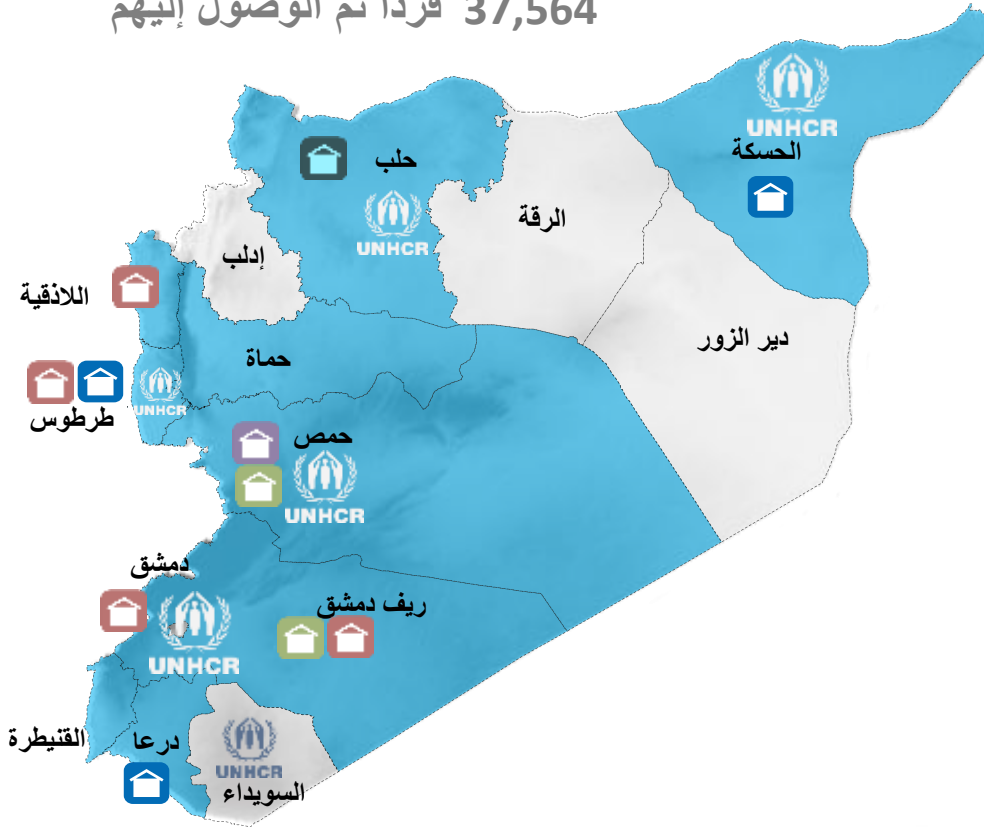 37,564 فردا تم الوصول إليهم
UNHCR
الحسكة
حلب
UNHCR
الرقة
إدلب
اللاذقية
دير الزور
حماة
UNHCR
طرطوس
حمص
UNHCR
دمشق
ريف دمشق
UNHCR
القنيطرة
درعا
UNHCR
السويداء